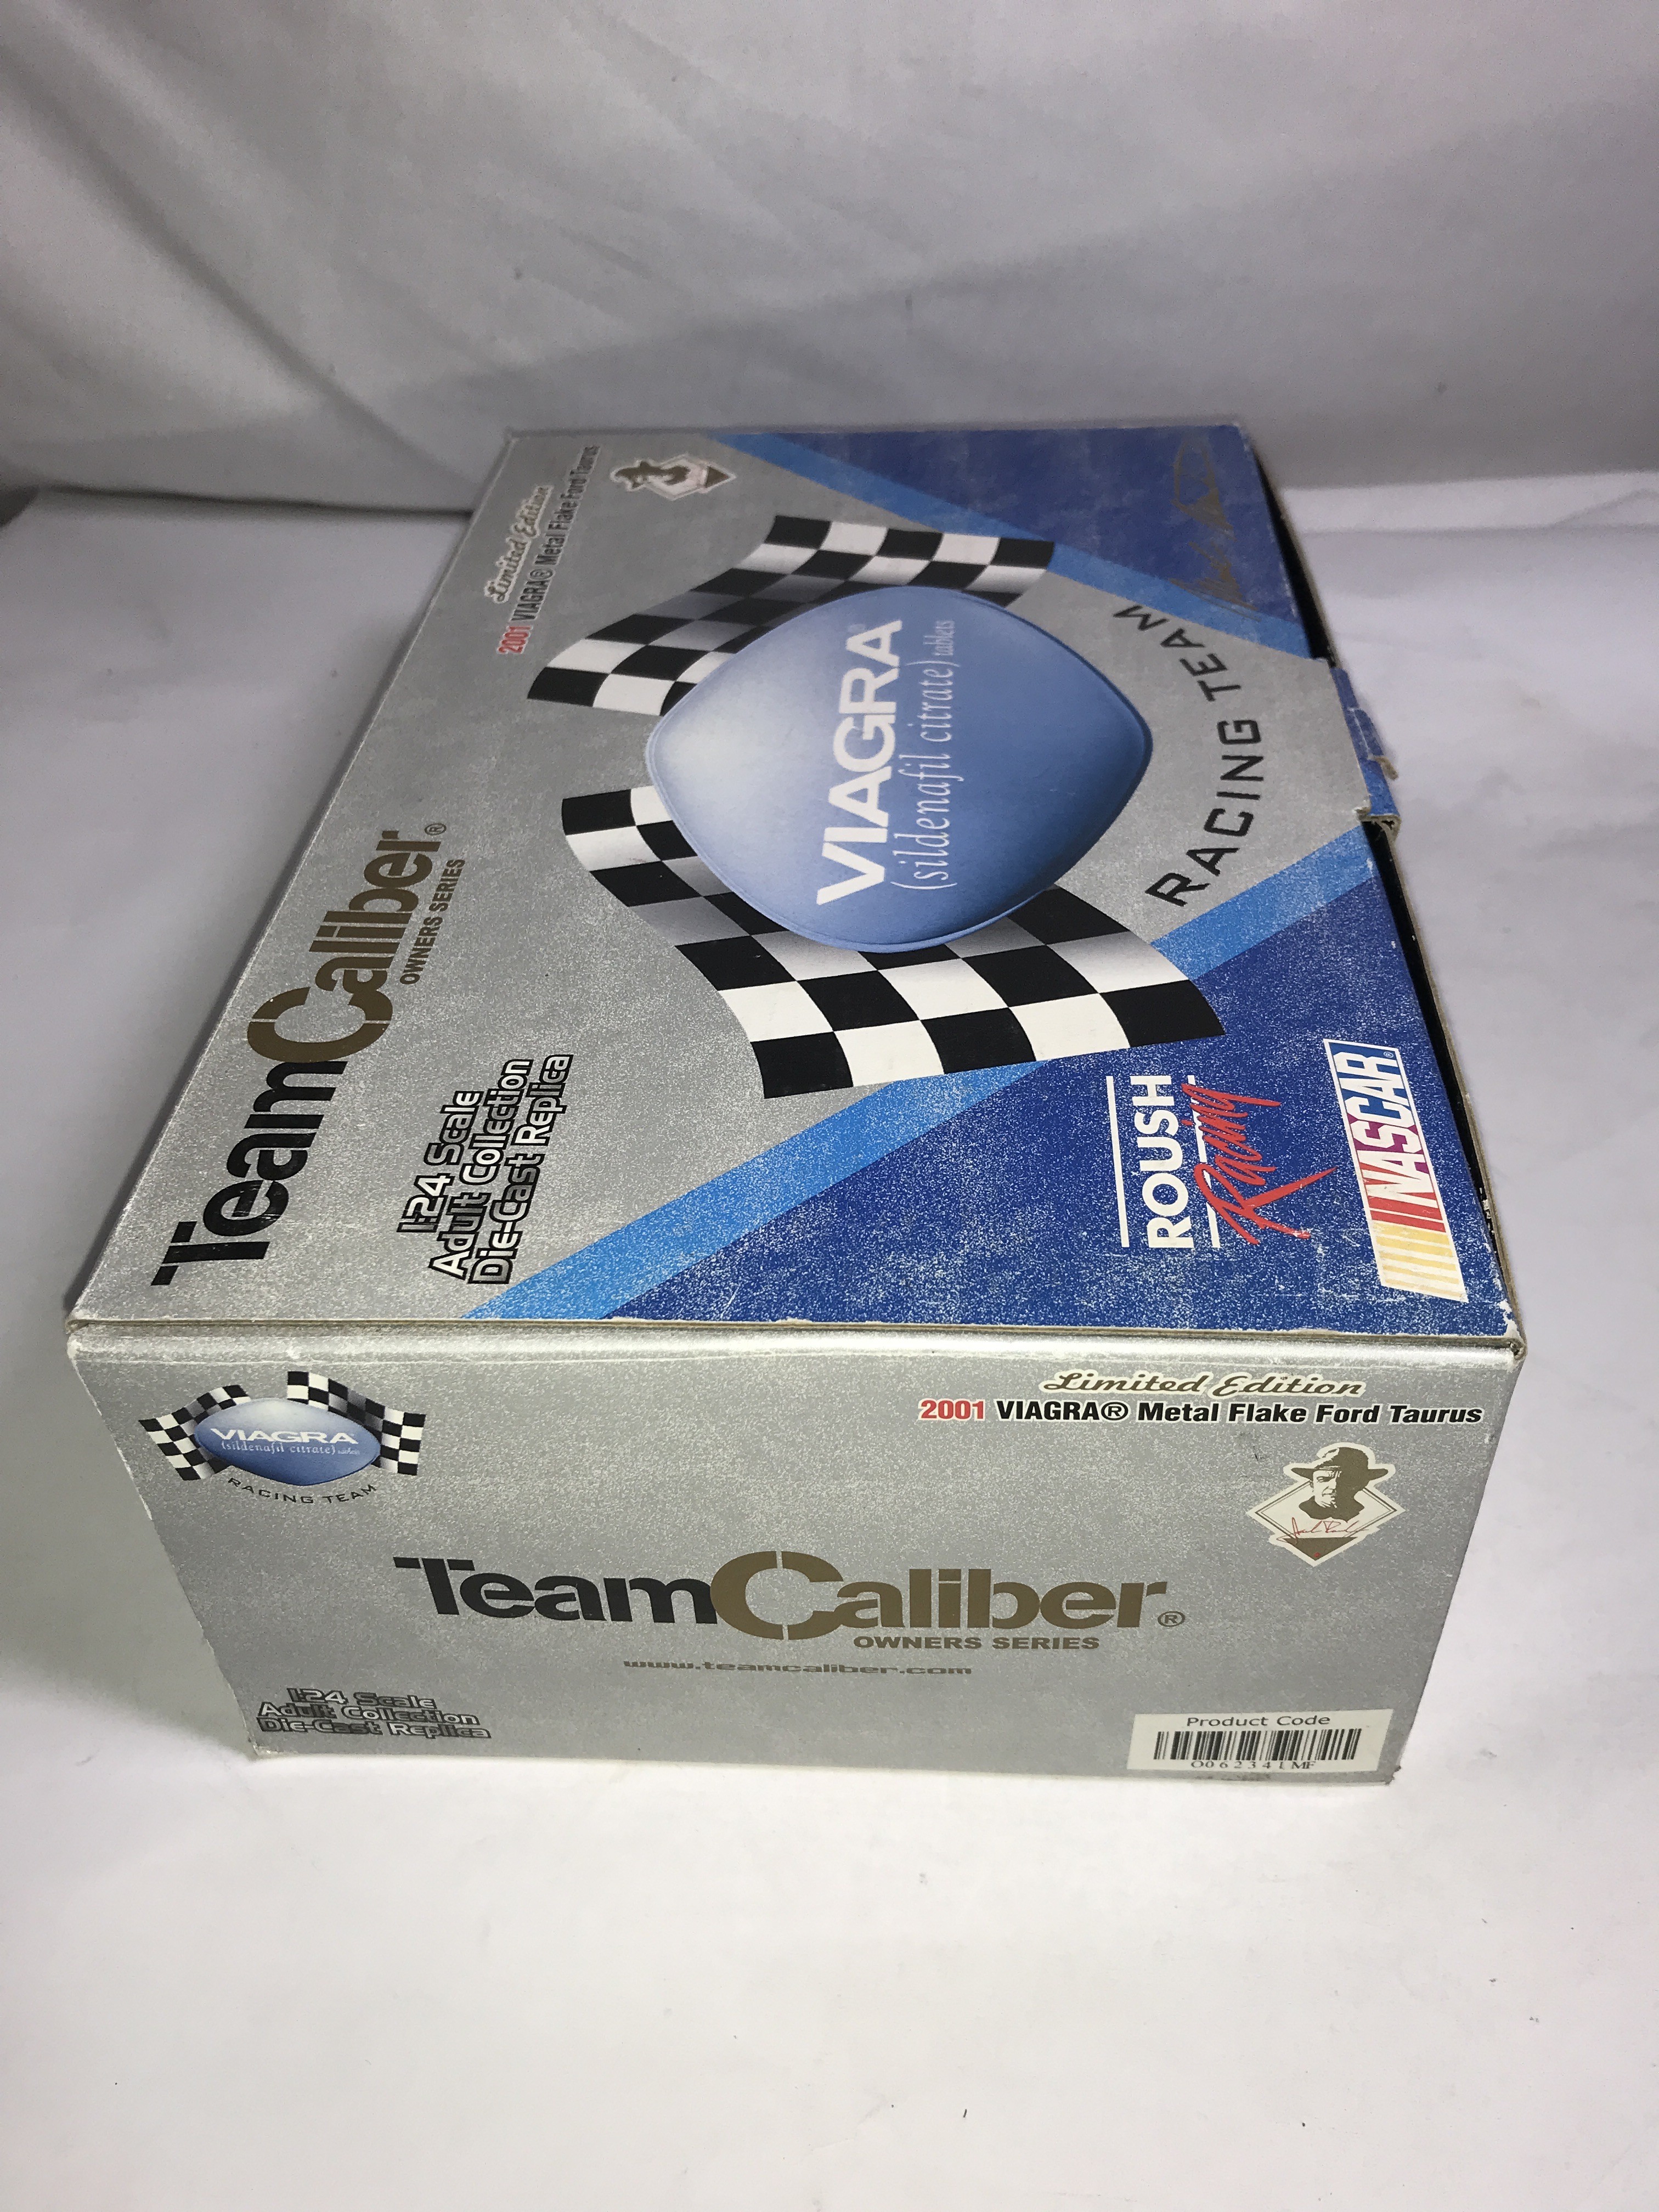 TeamCaliber®
OWNERS SERIES
1:24 Scale
Adult Collection
Die-Cast Replica
Limited Edition
2001 VIAGRA® Metal Flake Ford Taurus
VIAGRA®
(sildenafil citrate) tablets
RACING TEAM
ROUSH
Racing
NASCAR®
Limited Edition
2001 VIAGRA® Metal Flake Ford Taurus
VIAGRA
(sildenafil citrate) tablets
RACING TEAM
TeamCaliber®
OWNERS SERIES
www.teamcaliber.com
1:24 Scale
Adult Collection
Die-Cast Replica
Product Code
O062341MF